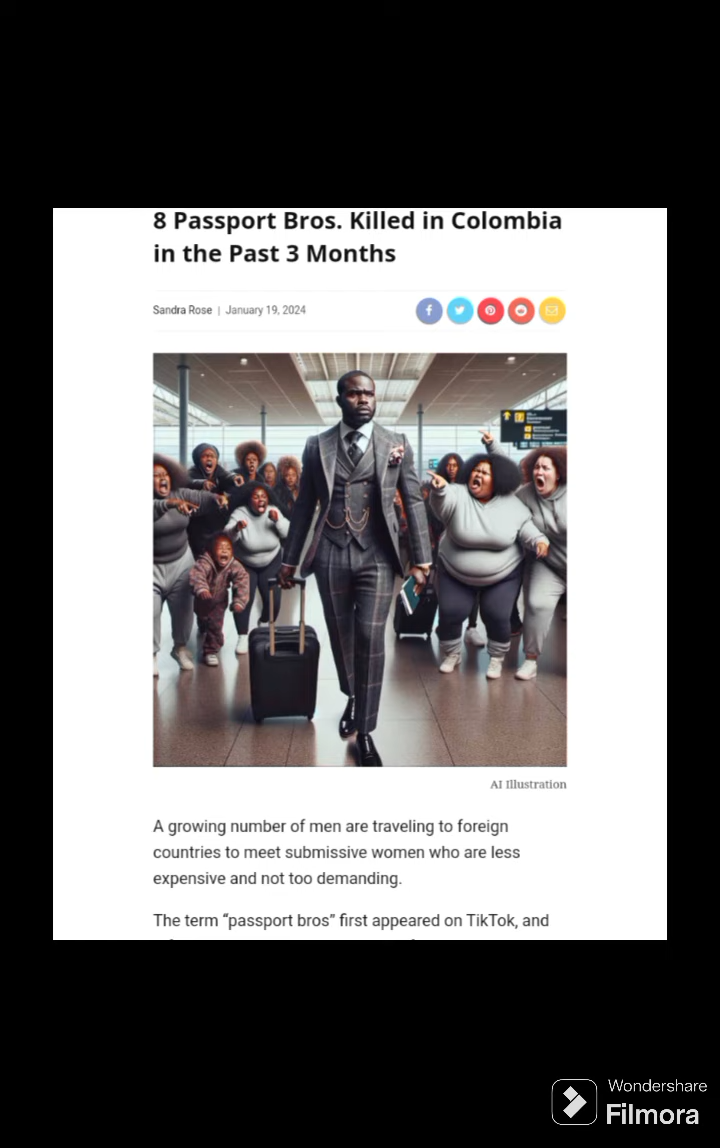 8 Passport Bros. Killed in Colombia
in the Past 3 Months
Sandra Rose | January 19, 2024
AI Illustration
A growing number of men are traveling to foreign
countries to meet submissive women who are less
expensive and not too demanding.
The term “passport bros” first appeared on TikTok, and
Wondershare
Filmora